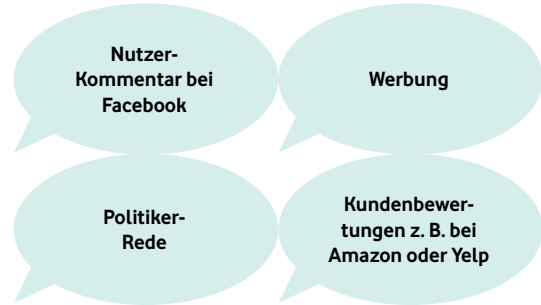 Nutzer-
Kommentar bei
Facebook
Werbung
Politiker-
Rede
Kundenbewer-
tungen z. B. bei
Amazon oder Yelp